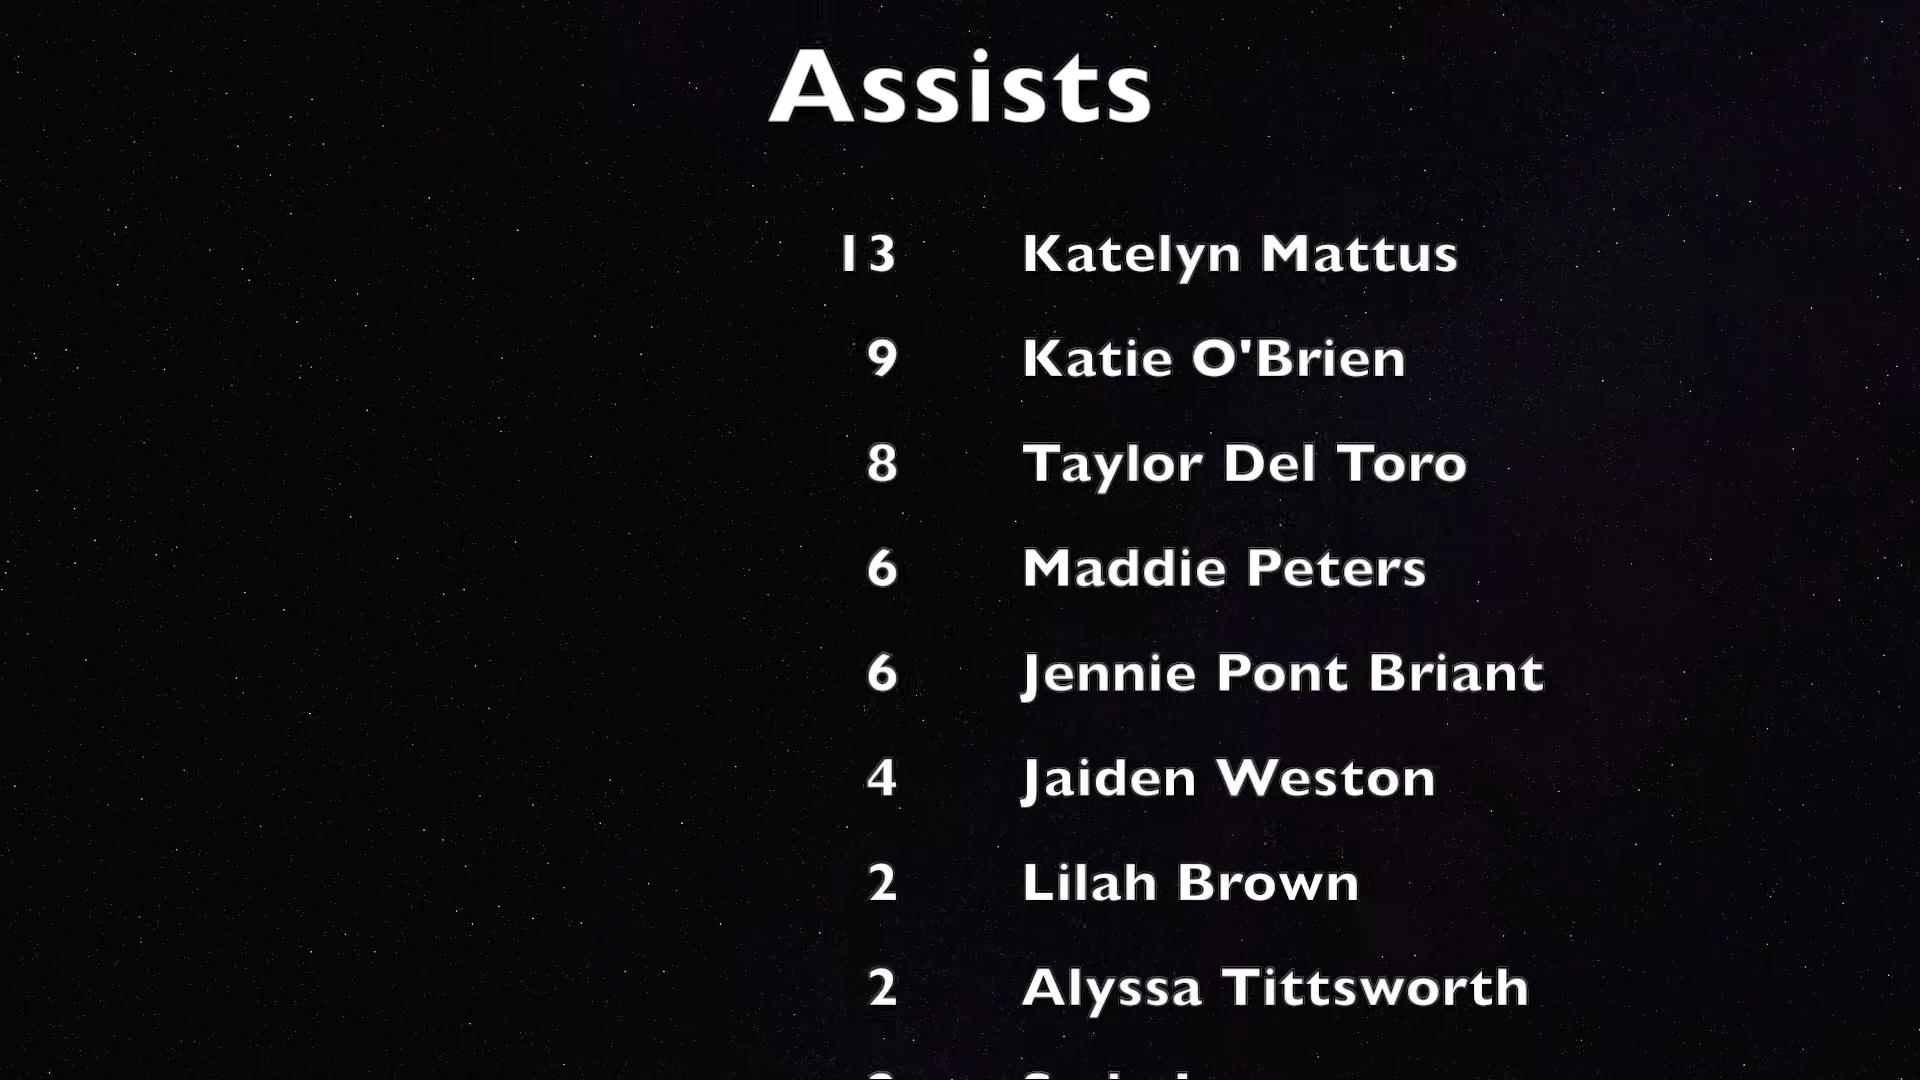 Assists
13 Katelyn Mattus
9 Katie O'Brien
8 Taylor Del Toro
6 Maddie Peters
6 Jennie Pont Briant
4 Jaiden Weston
2 Lilah Brown
2 Alyssa Tittsworth